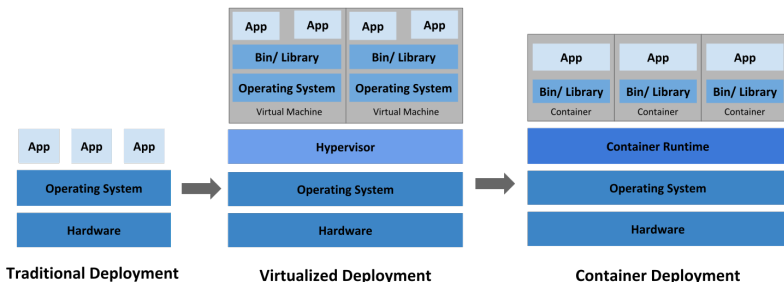 App App App
Operating System
Hardware
Traditional Deployment
App App App App
Bin/ Library Bin/ Library
Operating System Operating System
Virtual Machine Virtual Machine
Hypervisor
Operating System
Hardware
Virtualized Deployment
App App App
Bin/ Library Bin/ Library Bin/ Library
Container Container Container
Container Runtime
Operating System
Hardware
Container Deployment